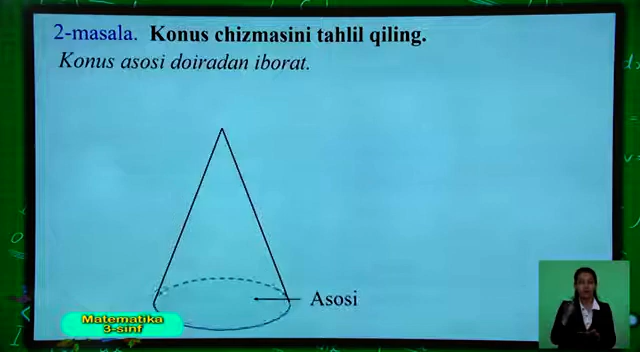 2-masala. Konus chizmasini tahlil qiling.
Konus asosi doiradan iborat.
Asosi
Matematika
3-sinf